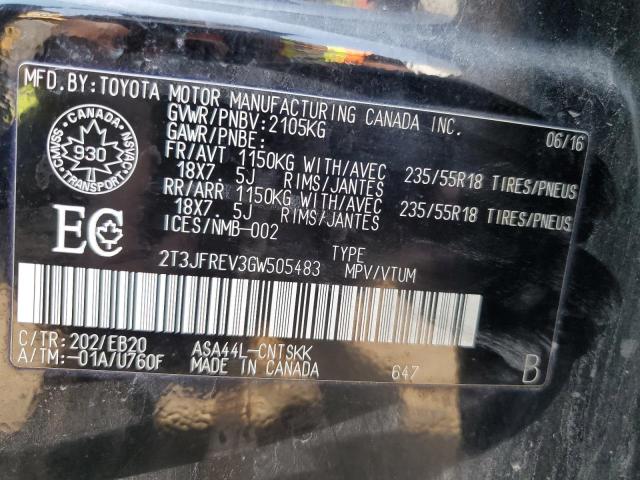 MFD.BY:TOYOTA MOTOR MANUFACTURING CANADA INC.
GVWR/PNBV:2105KG 06/16
GAWR/PNBE:
FR/AVT 1150KG WITH/AVEC 235/55R18 TIRES/PNEUS
18X7. 5J RIMS/JANTES
RR/ARR 1150KG WITH/AVEC 235/55R18 TIRES/PNEUS
18X7. 5J RIMS/JANTES
ICES/NMB-002
CANADA
930
TRANSPORT
NSVAC
CNVSM
EC
2T3JFREV3GW505483 TYPE
MPV/VTUM
C/TR:202/EB20 ASA44L-CNTSKK
A/TM:-01A/U760F MADE IN CANADA 647 B